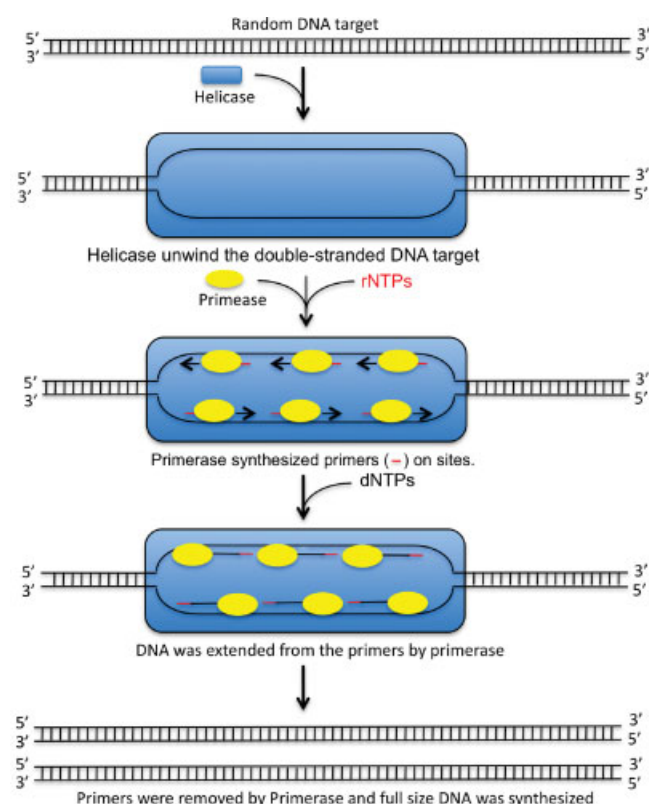 Random DNA target
5′ 3′
3′ 5′
Helicase
5′ 3′
3′ 5′
Helicase unwind the double-stranded DNA target
rNTPs
Primease
5′ 3′
3′ 5′
Primerase synthesized primers (–) on sites.
dNTPs
5′ 3′
3′ 5′
DNA was extended from the primers by primerase
5′ 3′
3′ 5′
5′ 3′
3′ 5′
Primers were removed by Primease and full size DNA was synthesized